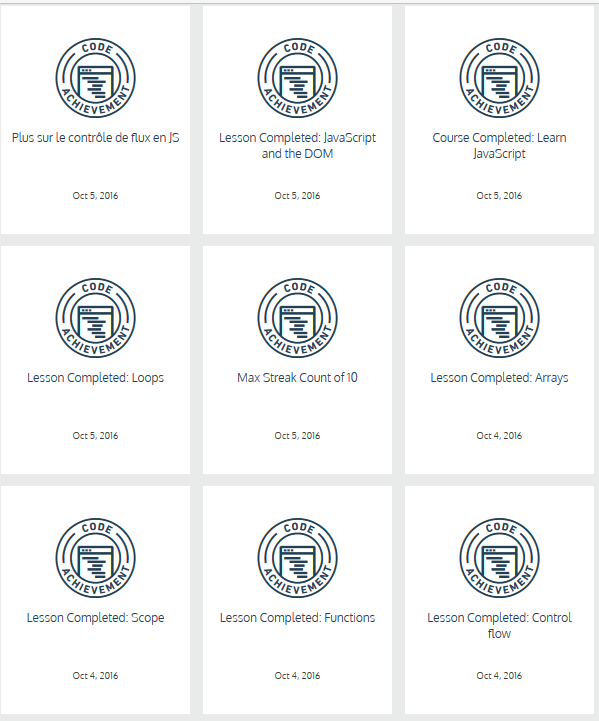 CODE ACHIEVEMENT
Plus sur le contrôle de flux en JS
Oct 5, 2016
CODE ACHIEVEMENT
Lesson Completed: JavaScript
and the DOM
Oct 5, 2016
CODE ACHIEVEMENT
Course Completed: Learn
JavaScript
Oct 5, 2016
CODE ACHIEVEMENT
Lesson Completed: Loops
Oct 5, 2016
CODE ACHIEVEMENT
Max Streak Count of 10
Oct 5, 2016
CODE ACHIEVEMENT
Lesson Completed: Arrays
Oct 4, 2016
CODE ACHIEVEMENT
Lesson Completed: Scope
Oct 4, 2016
CODE ACHIEVEMENT
Lesson Completed: Functions
Oct 4, 2016
CODE ACHIEVEMENT
Lesson Completed: Control
flow
Oct 4, 2016